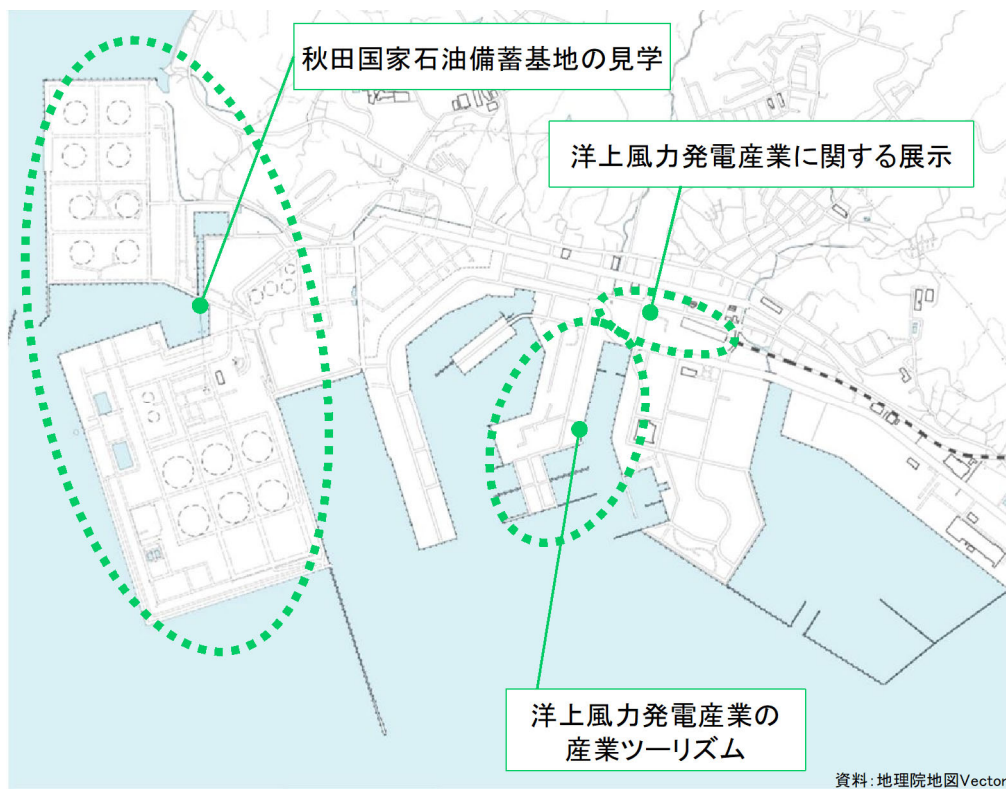 秋田国家石油備蓄基地の見学
洋上風力発電産業に関する展示
洋上風力発電産業の
産業ツーリズム
資料:地理院地図Vector